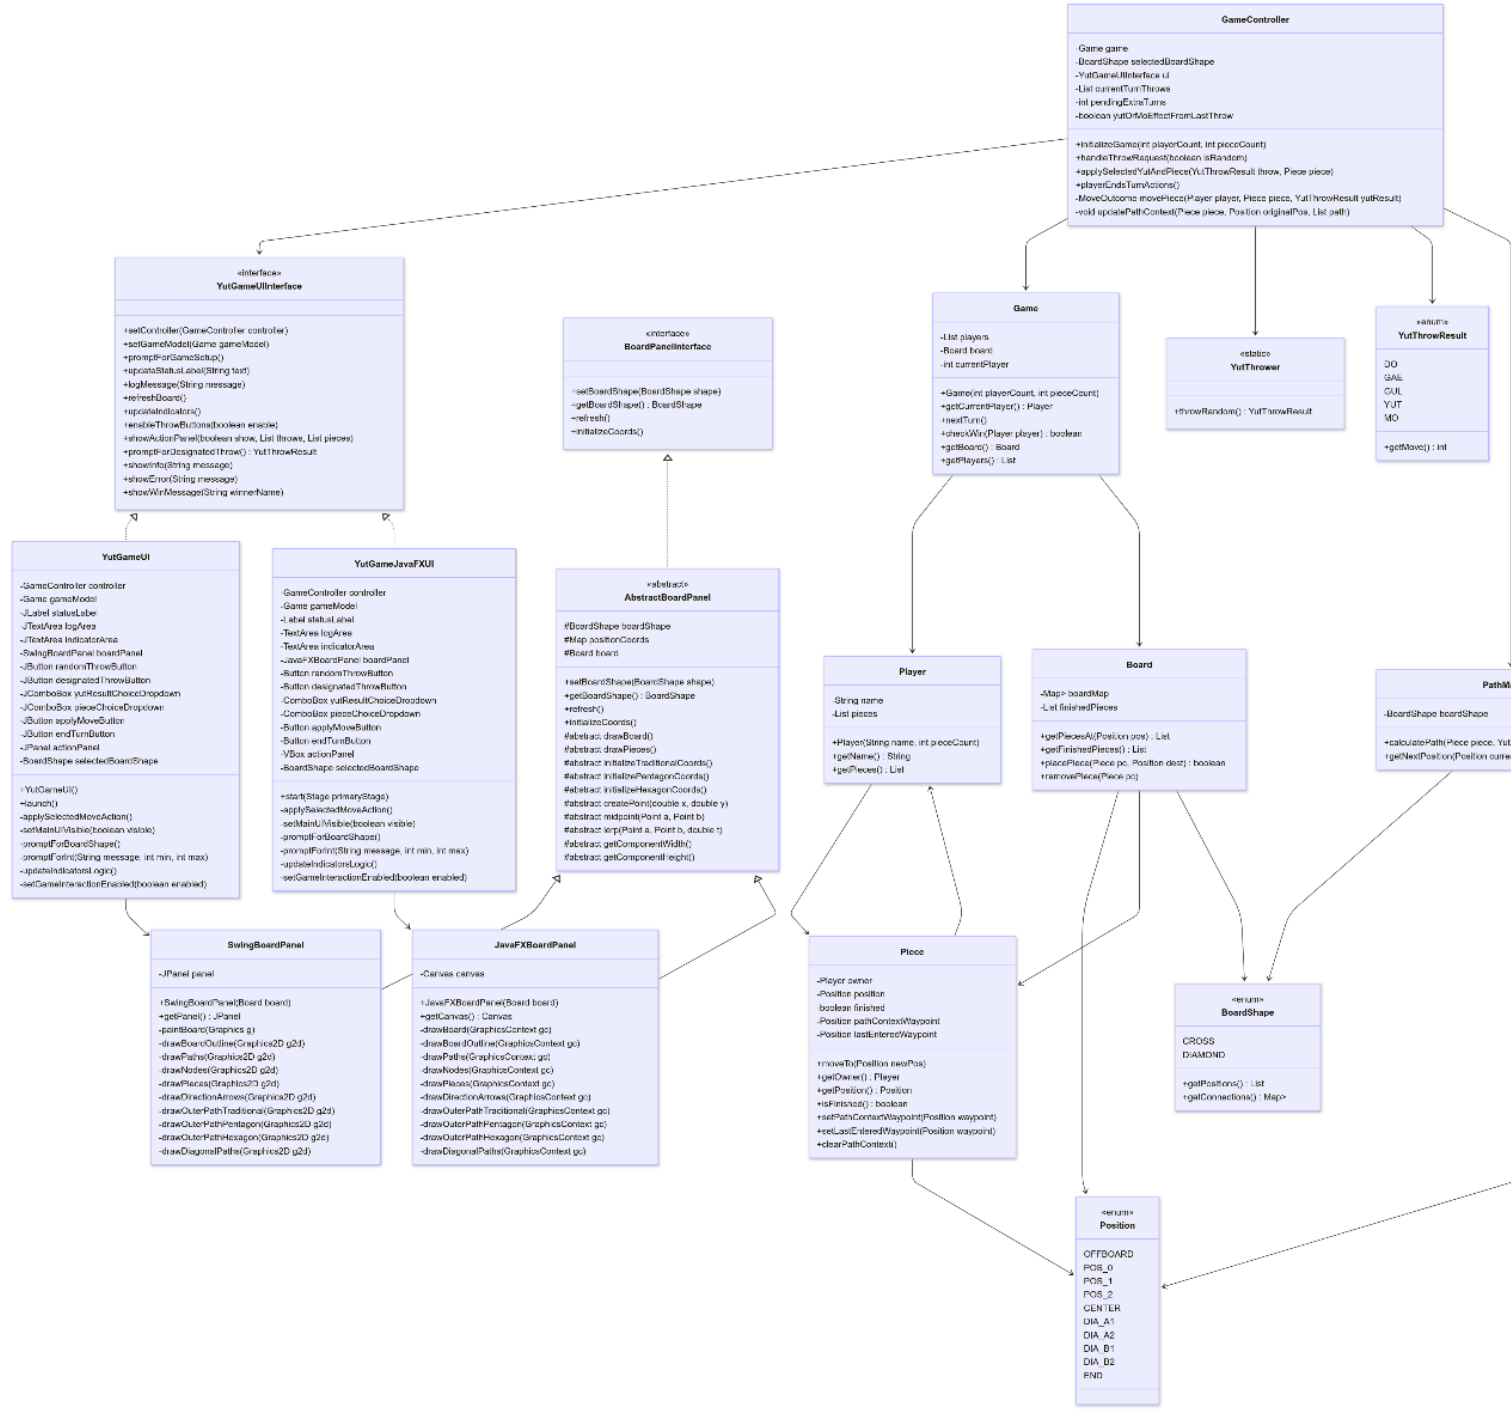 GameController
-Game game
-BoardShape selectedBoardShape
-YutGameUIInterface ui
-List currentTurnThrows
-int pendingExtraTurns
-boolean yutOrMoEffectFromLastThrow
+initializeGame(int playerCount, int pieceCount)
+handleThrowRequest(boolean isRandom)
+applySelectedYutAndPiece(YutThrowResult throw, Piece piece)
+playerEndsTurnActions()
-MoveOutcome movePiece(Player player, Piece piece, YutThrowResult yutResult)
-void updatePathContext(Piece piece, Position originalPos, List path)
«interface»
YutGameUIInterface
+setController(GameController controller)
+setGameModel(Game gameModel)
+promptForGameSetup()
+updateStatusLabel(String text)
+logMessage(String message)
+refreshBoard()
+updateIndicators()
+enableThrowButtons(boolean enable)
+showActionPanel(boolean show, List throws, List pieces)
+promptForDesignatedThrow() : YutThrowResult
+showInfo(String message)
+showError(String message)
+showWinMessage(String winnerName)
«interface»
BoardPanelInterface
+setBoardShape(BoardShape shape)
+getBoardShape() : BoardShape
+refresh()
+initializeCoords()
Game
-List players
-Board board
-int currentPlayer
+Game(int playerCount, int pieceCount)
+getCurrentPlayer() : Player
+nextTurn()
+checkWin(Player player) : boolean
+getBoard() : Board
+getPlayers() : List
«static»
YutThrower
+throwRandom() : YutThrowResult
«enum»
YutThrowResult
DO
GAE
GUL
YUT
MO
+getMove() : int
YutGameUI
-GameController controller
-Game gameModel
-JLabel statusLabel
-JTextArea logArea
-JTextArea indicatorArea
-SwingBoardPanel boardPanel
-JButton randomThrowButton
-JButton designatedThrowButton
-JComboBox yutResultChoiceDropdown
-JComboBox pieceChoiceDropdown
-JButton applyMoveButton
-JButton endTurnButton
-JPanel actionPanel
-BoardShape selectedBoardShape
+YutGameUI()
+launch()
-applySelectedMoveAction()
-setMainUIVisible(boolean visible)
-promptForBoardShape()
-promptForInt(String message, int min, int max)
-updateIndicatorsLogic()
-setGameInteractionEnabled(boolean enabled)
YutGameJavaFXUI
-GameController controller
-Game gameModel
-Label statusLabel
-TextArea logArea
-TextArea indicatorArea
-JavaFXBoardPanel boardPanel
-Button randomThrowButton
-Button designatedThrowButton
-ComboBox yutResultChoiceDropdown
-ComboBox pieceChoiceDropdown
-Button applyMoveButton
-Button endTurnButton
-VBox actionPanel
-BoardShape selectedBoardShape
+start(Stage primaryStage)
-applySelectedMoveAction()
-setMainUIVisible(boolean visible)
-promptForBoardShape()
-promptForInt(String message, int min, int max)
-updateIndicatorsLogic()
-setGameInteractionEnabled(boolean enabled)
«abstract»
AbstractBoardPanel
#BoardShape boardShape
#Map positionCoords
#Board board
+setBoardShape(BoardShape shape)
+getBoardShape() : BoardShape
+refresh()
+initializeCoords()
#abstract drawBoard()
#abstract drawPieces()
#abstract initializeTraditionalCoords()
#abstract initializePentagonCoords()
#abstract initializeHexagonCoords()
#abstract createPoint(double x, double y)
#abstract midpoint(Point a, Point b)
#abstract lerp(Point a, Point b, double t)
#abstract getComponentWidth()
#abstract getComponentHeight()
Player
-String name
-List pieces
+Player(String name, int pieceCount)
+getName() : String
+getPieces() : List
Board
-Map> boardMap
-List finishedPieces
+getPiecesAt(Position pos) : List
+getFinishedPieces() : List
+placePiece(Piece pc, Position dest) : boolean
+removePiece(Piece pc)
PathMa
-BoardShape boardShape
+calculatePath(Piece piece, Yut
+getNextPosition(Position curre
SwingBoardPanel
-JPanel panel
+SwingBoardPanel(Board board)
+getPanel() : JPanel
-paintBoard(Graphics g)
-drawBoardOutline(Graphics2D g2d)
-drawPaths(Graphics2D g2d)
-drawNodes(Graphics2D g2d)
-drawPieces(Graphics2D g2d)
-drawDirectionArrows(Graphics2D g2d)
-drawOuterPathTraditional(Graphics2D g2d)
-drawOuterPathPentagon(Graphics2D g2d)
-drawOuterPathHexagon(Graphics2D g2d)
-drawDiagonalPaths(Graphics2D g2d)
JavaFXBoardPanel
-Canvas canvas
+JavaFXBoardPanel(Board board)
+getCanvas() : Canvas
-drawBoard(GraphicsContext gc)
-drawBoardOutline(GraphicsContext gc)
-drawPaths(GraphicsContext gc)
-drawNodes(GraphicsContext gc)
-drawPieces(GraphicsContext gc)
-drawDirectionArrows(GraphicsContext gc)
-drawOuterPathTraditional(GraphicsContext gc)
-drawOuterPathPentagon(GraphicsContext gc)
-drawOuterPathHexagon(GraphicsContext gc)
-drawDiagonalPaths(GraphicsContext gc)
Piece
-Player owner
-Position position
-boolean finished
-Position pathContextWaypoint
-Position lastEnteredWaypoint
+moveTo(Position newPos)
+getOwner() : Player
+getPosition() : Position
+isFinished() : boolean
+setPathContextWaypoint(Position waypoint)
+setLastEnteredWaypoint(Position waypoint)
+clearPathContext()
«enum»
BoardShape
CROSS
DIAMOND
+getPositions() : List
+getConnections() : Map>
«enum»
Position
OFFBOARD
POS_0
POS_1
POS_2
CENTER
DIA_A1
DIA_A2
DIA_B1
DIA_B2
END